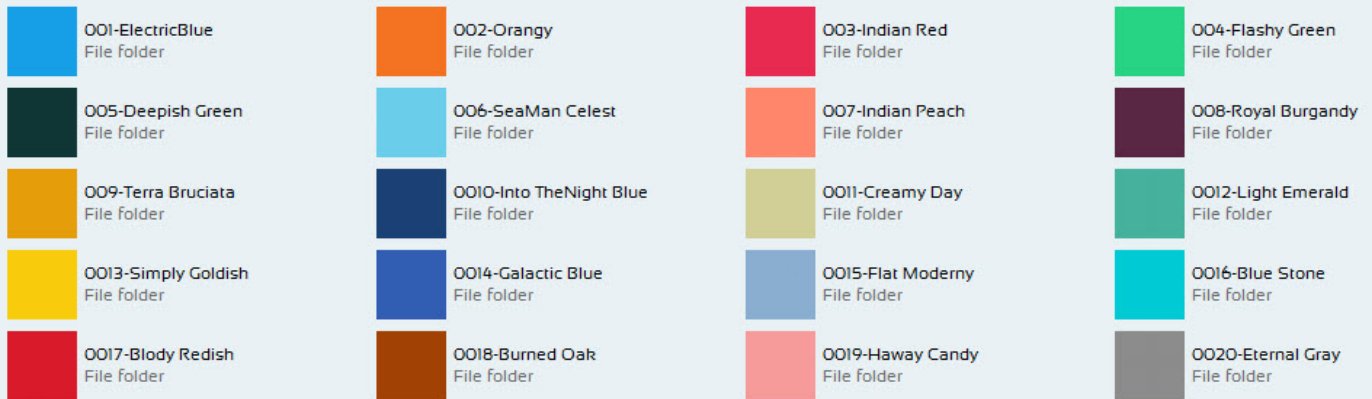 001-ElectricBlue
File folder
002-Orangy
File folder
003-Indian Red
File folder
004-Flashy Green
File folder
005-Deepish Green
File folder
006-SeaMan Celest
File folder
007-Indian Peach
File folder
008-Royal Burgandy
File folder
009-Terra Bruciata
File folder
0010-Into TheNight Blue
File folder
0011-Creamy Day
File folder
0012-Light Emerald
File folder
0013-Simply Goldish
File folder
0014-Galactic Blue
File folder
0015-Flat Moderny
File folder
0016-Blue Stone
File folder
0017-Blody Redish
File folder
0018-Burned Oak
File folder
0019-Haway Candy
File folder
0020-Eternal Gray
File folder